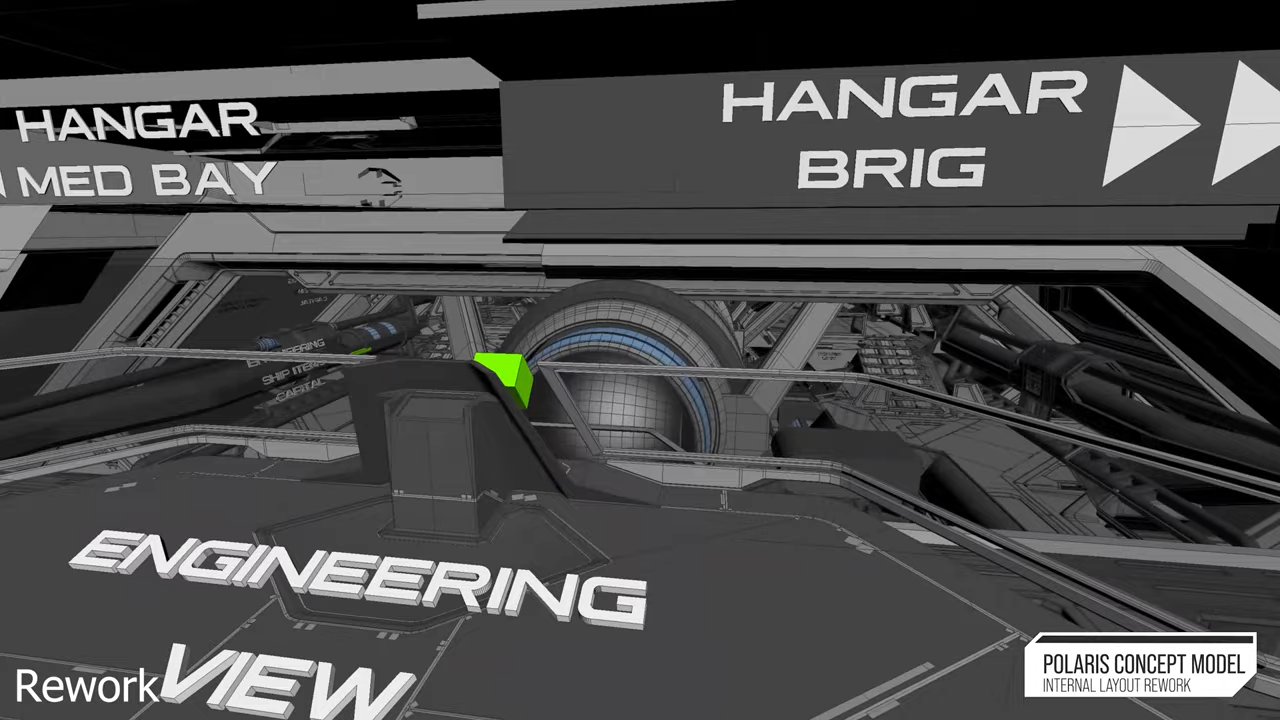 HANGAR
MED BAY
HANGAR
BRIG
ENGINEERING
SHIP ITEMS
CAPITAL
ENGINEERING
VIEW
Rework
POLARIS CONCEPT MODEL
INTERNAL LAYOUT REWORK